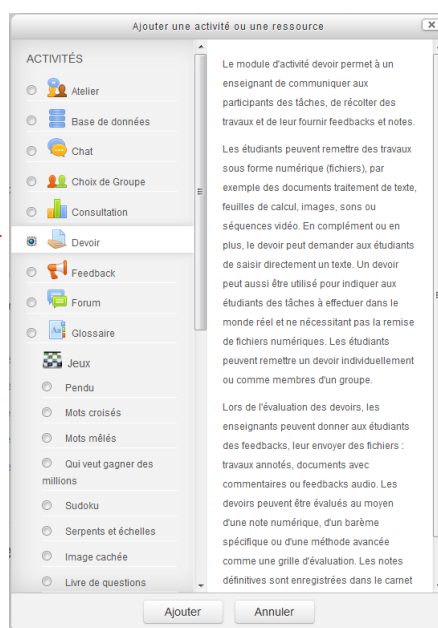 Ajouter une activité ou une ressource
ACTIVITÉS
Atelier
Base de données
Chat
Choix de Groupe
Consultation
Devoir
Feedback
Forum
Glossaire
Jeux
Pendu
Mots croisés
Mots mêlés
Qui veut gagner des
millions
Sudoku
Serpents et échelles
Image cachée
Livre de questions
Le module d'activité devoir permet à un
enseignant de communiquer aux
participants des tâches, de récolter des
travaux et de leur fournir feedbacks et notes.
Les étudiants peuvent remettre des travaux
sous forme numérique (fichiers), par
exemple des documents traitement de texte,
feuilles de calcul, images, sons ou
séquences vidéo. En complément ou en
plus, le devoir peut demander aux étudiants
de saisir directement un texte. Un devoir
peut aussi être utilisé pour indiquer aux
étudiants des tâches à effectuer dans le
monde réel et ne nécessitant pas la remise
de fichiers numériques. Les étudiants
peuvent remettre un devoir individuellement
ou comme membres d'un groupe.
Lors de l'évaluation des devoirs, les
enseignants peuvent donner aux étudiants
des feedbacks, leur envoyer des fichiers :
travaux annotés, documents avec
commentaires ou feedbacks audio. Les
devoirs peuvent être évalués au moyen
d'une note numérique, d'un barème
spécifique ou d'une méthode avancée
comme une grille d'évaluation. Les notes
définitives sont enregistrées dans le carnet
Ajouter
Annuler